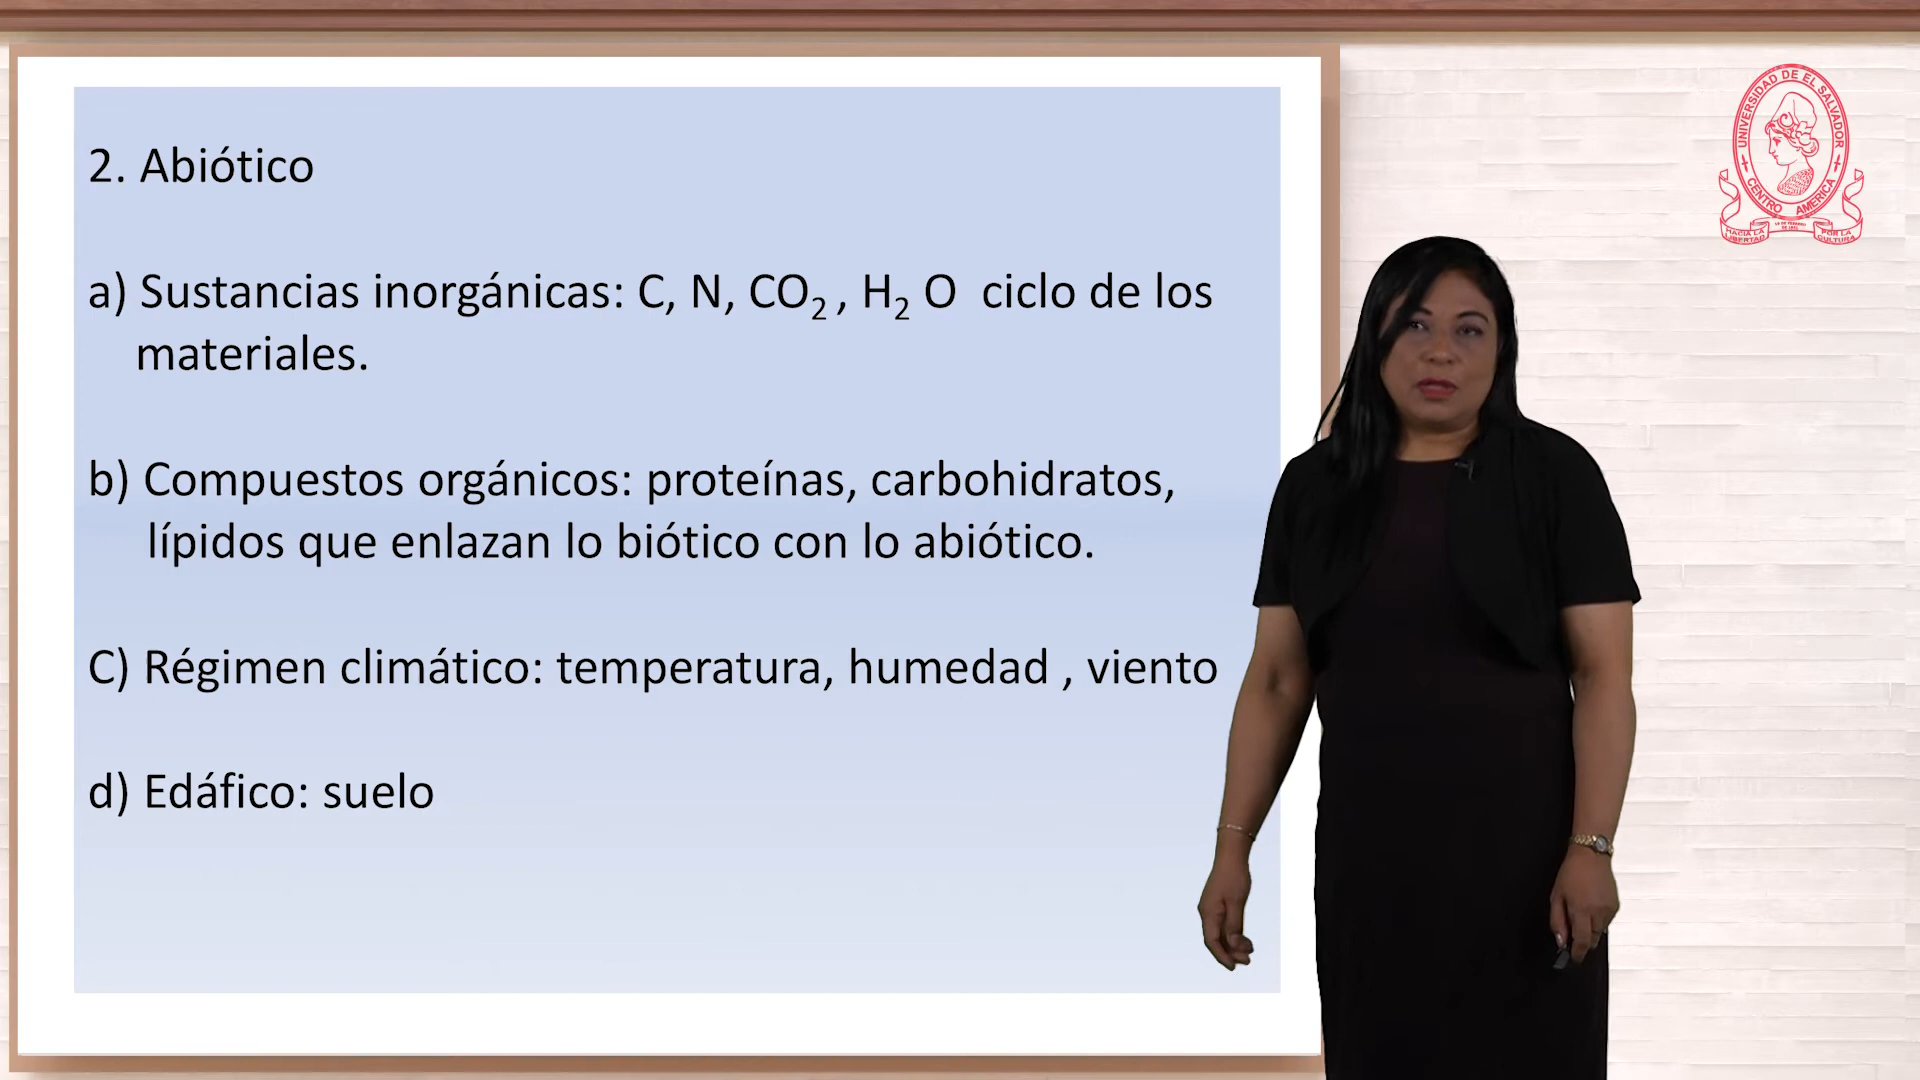 2. Abiótico
a) Sustancias inorgánicas: C, N, CO₂ , H₂ O ciclo de los
materiales.
b) Compuestos orgánicos: proteínas, carbohidratos,
lípidos que enlazan lo biótico con lo abiótico.
C) Régimen climático: temperatura, humedad , viento
d) Edáfico: suelo
UNIVERSIDAD DE EL SALVADOR
CENTRO AMERICA
HACIA LA
LIBERTAD
POR LA
CULTURA